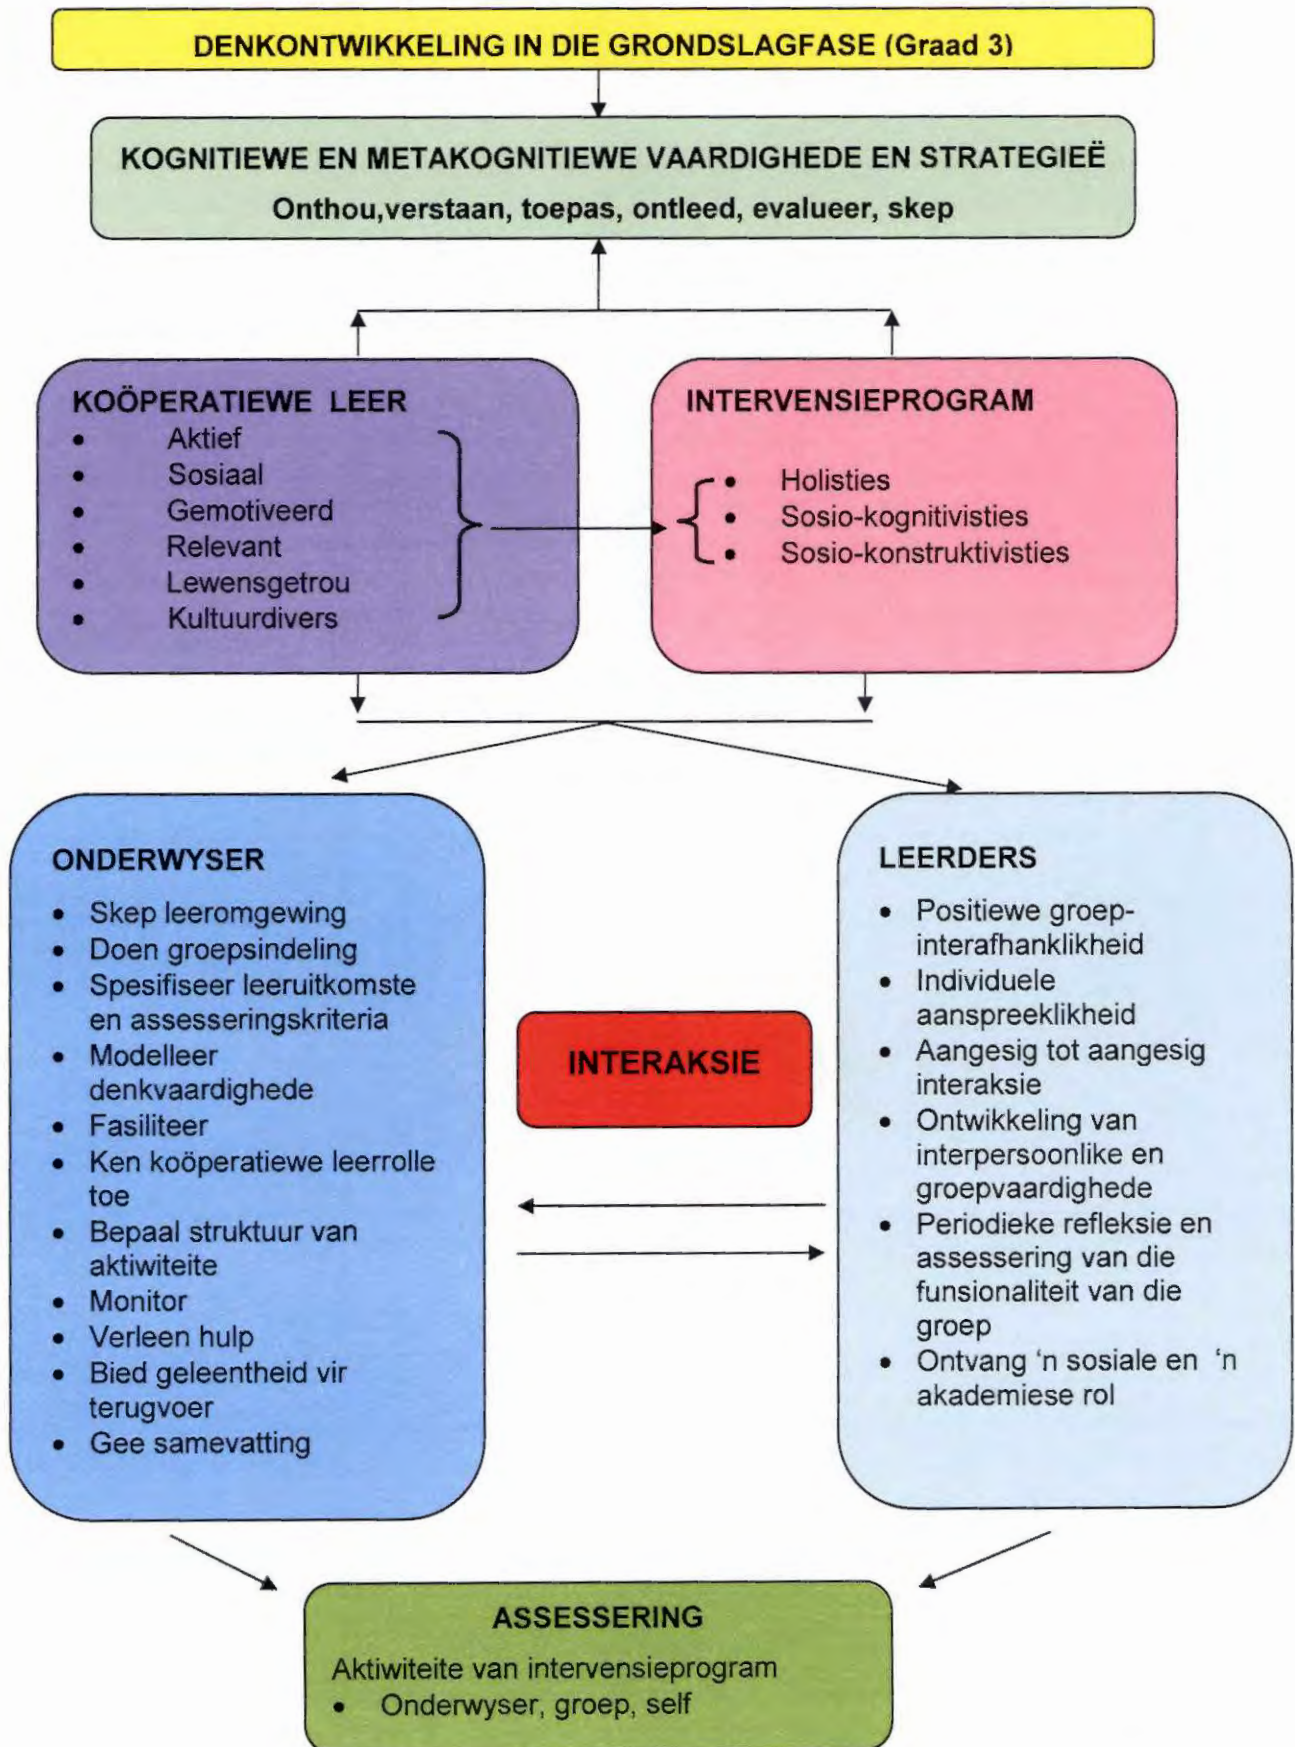 DENKONTWIKKELING IN DIE GRONDSLAGFASE (Graad 3)
KOGNITIEWE EN METAKOGNITIEWE VAARDIGHEDE EN STRATEGIEË
Onthou,verstaan, toepas, ontleed, evalueer, skep
KOÖPERATIEWE LEER
• Aktief
• Sosiaal
• Gemotiveerd
• Relevant
• Lewensgetrou
• Kultuurdivers
INTERVENSIEPROGRAM
• Holisties
• Sosio-kognitivisties
• Sosio-konstruktivisties
ONDERWYSER
• Skep leeromgewing
• Doen groepsindeling
• Spesifiseer leeruitkomste
en assesseringskriteria
• Modelleer
denkvaardighede
• Fasiliteer
• Ken koöperatiewe leerrolle
toe
• Bepaal struktuur van
aktiwiteite
• Monitor
• Verleen hulp
• Bied geleentheid vir
terugvoer
• Gee samevatting
INTERAKSIE
LEERDERS
• Positiewe groep-
interafhanklikheid
• Individuele
aanspreeklikheid
• Aangesig tot aangesig
interaksie
• Ontwikkeling van
interpersoonlike en
groepvaardighede
• Periodieke refleksie en
assessering van die
funsionaliteit van die
groep
• Ontvang ‘n sosiale en ‘n
akademiese rol
ASSESSERING
Aktiwiteite van intervensieprogram
• Onderwyser, groep, self